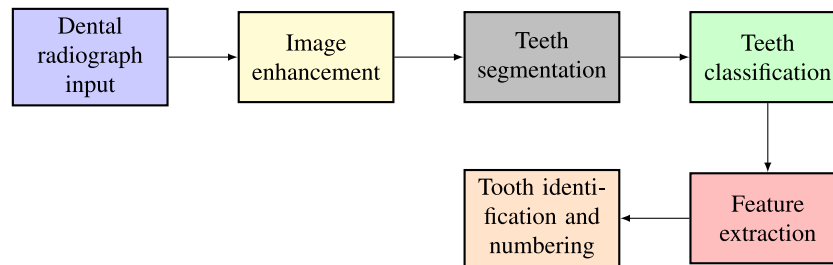 Dental
radiograph
input
Image
enhancement
Teeth
segmentation
Teeth
classification
Feature
extraction
Tooth identi-
fication and
numbering